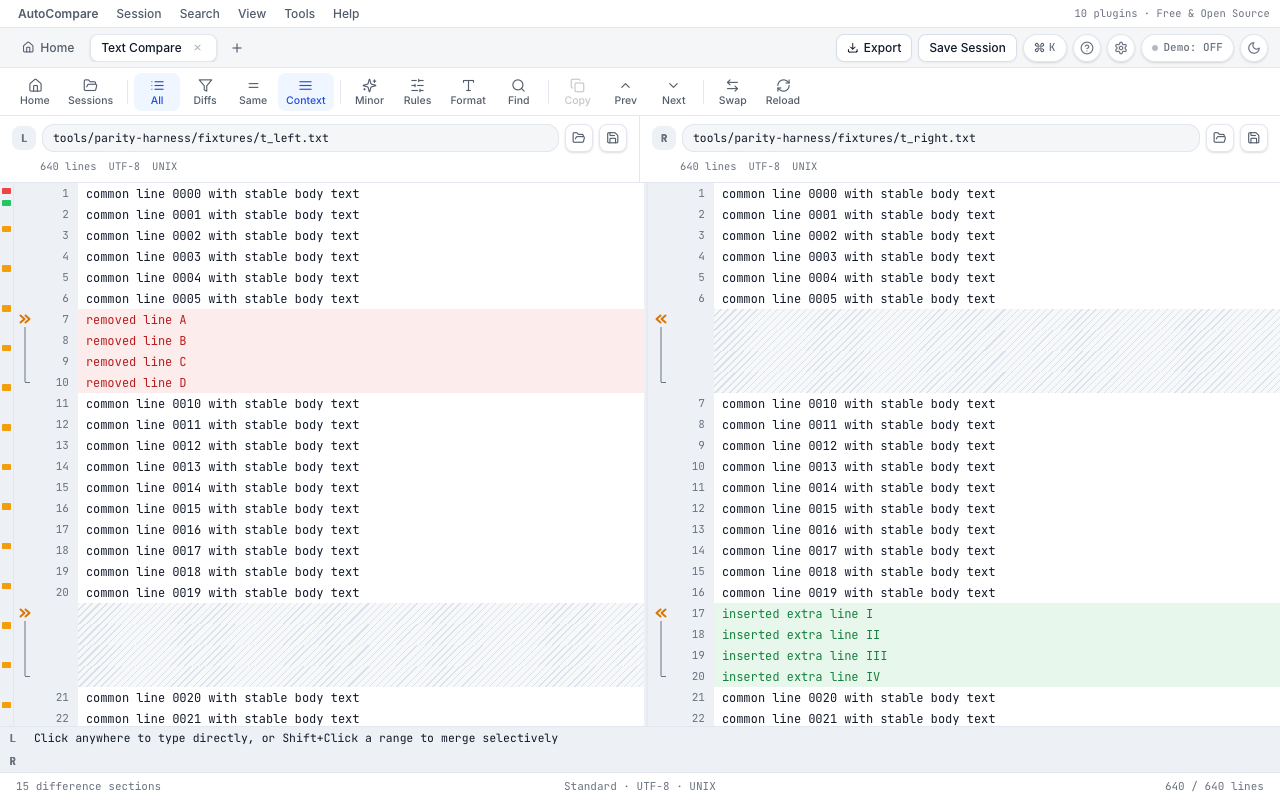 AutoCompare Session Search View Tools Help 10 plugins · Free & Open Source
Home Text Compare × + Export Save Session ⌘ K Demo: OFF
Home Sessions All Diffs Same Context Minor Rules Format Find Copy Prev Next Swap Reload
L tools/parity-harness/fixtures/t_left.txt
640 lines UTF-8 UNIX
R tools/parity-harness/fixtures/t_right.txt
640 lines UTF-8 UNIX
1 common line 0000 with stable body text
2 common line 0001 with stable body text
3 common line 0002 with stable body text
4 common line 0003 with stable body text
5 common line 0004 with stable body text
6 common line 0005 with stable body text
7 removed line A
8 removed line B
9 removed line C
10 removed line D
11 common line 0010 with stable body text
12 common line 0011 with stable body text
13 common line 0012 with stable body text
14 common line 0013 with stable body text
15 common line 0014 with stable body text
16 common line 0015 with stable body text
17 common line 0016 with stable body text
18 common line 0017 with stable body text
19 common line 0018 with stable body text
20 common line 0019 with stable body text
21 common line 0020 with stable body text
22 common line 0021 with stable body text
1 common line 0000 with stable body text
2 common line 0001 with stable body text
3 common line 0002 with stable body text
4 common line 0003 with stable body text
5 common line 0004 with stable body text
6 common line 0005 with stable body text
7 common line 0010 with stable body text
8 common line 0011 with stable body text
9 common line 0012 with stable body text
10 common line 0013 with stable body text
11 common line 0014 with stable body text
12 common line 0015 with stable body text
13 common line 0016 with stable body text
14 common line 0017 with stable body text
15 common line 0018 with stable body text
16 common line 0019 with stable body text
17 inserted extra line I
18 inserted extra line II
19 inserted extra line III
20 inserted extra line IV
21 common line 0020 with stable body text
22 common line 0021 with stable body text
L Click anywhere to type directly, or Shift+Click a range to merge selectively
R
15 difference sections Standard · UTF-8 · UNIX 640 / 640 lines